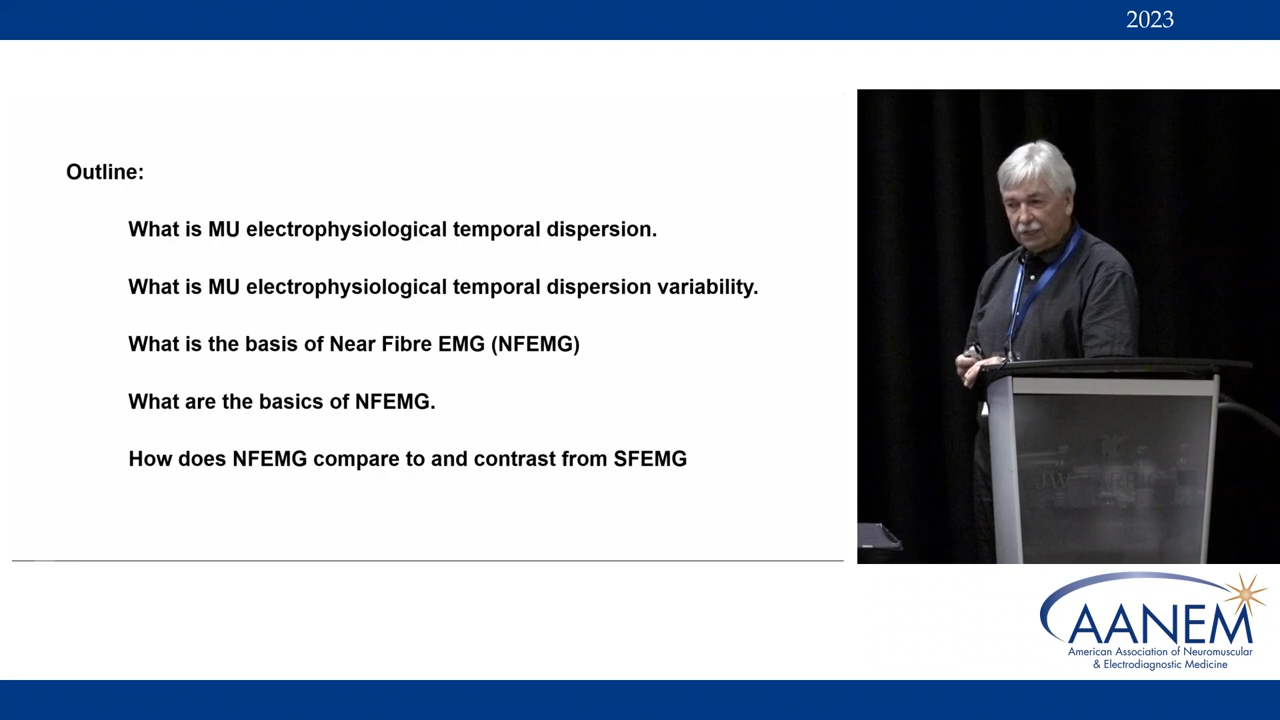 2023
Outline:
What is MU electrophysiological temporal dispersion.
What is MU electrophysiological temporal dispersion variability.
What is the basis of Near Fibre EMG (NFEMG)
What are the basics of NFEMG.
How does NFEMG compare to and contrast from SFEMG
AANEM
American Association of Neuromuscular
& Electrodiagnostic Medicine